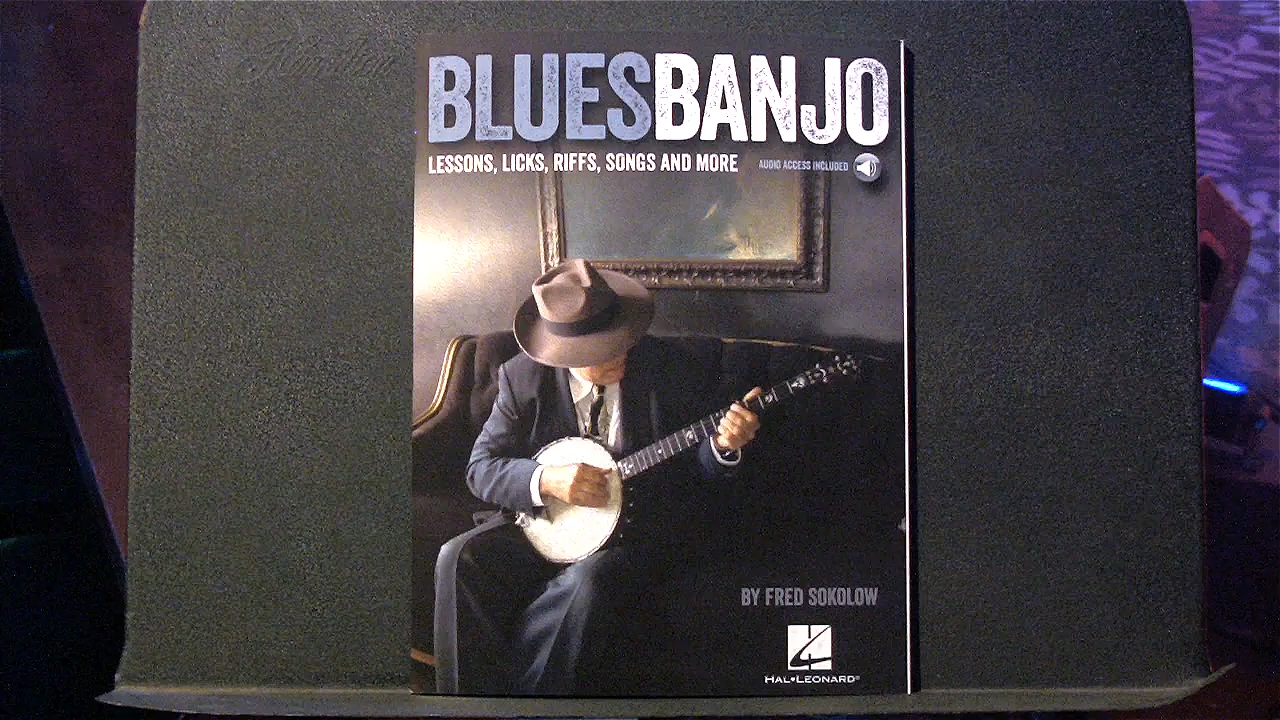 BLUESBANJO
LESSONS, LICKS, RIFFS, SONGS AND MORE
AUDIO ACCESS INCLUDED
BY FRED SOKOLOW
HAL•LEONARD®